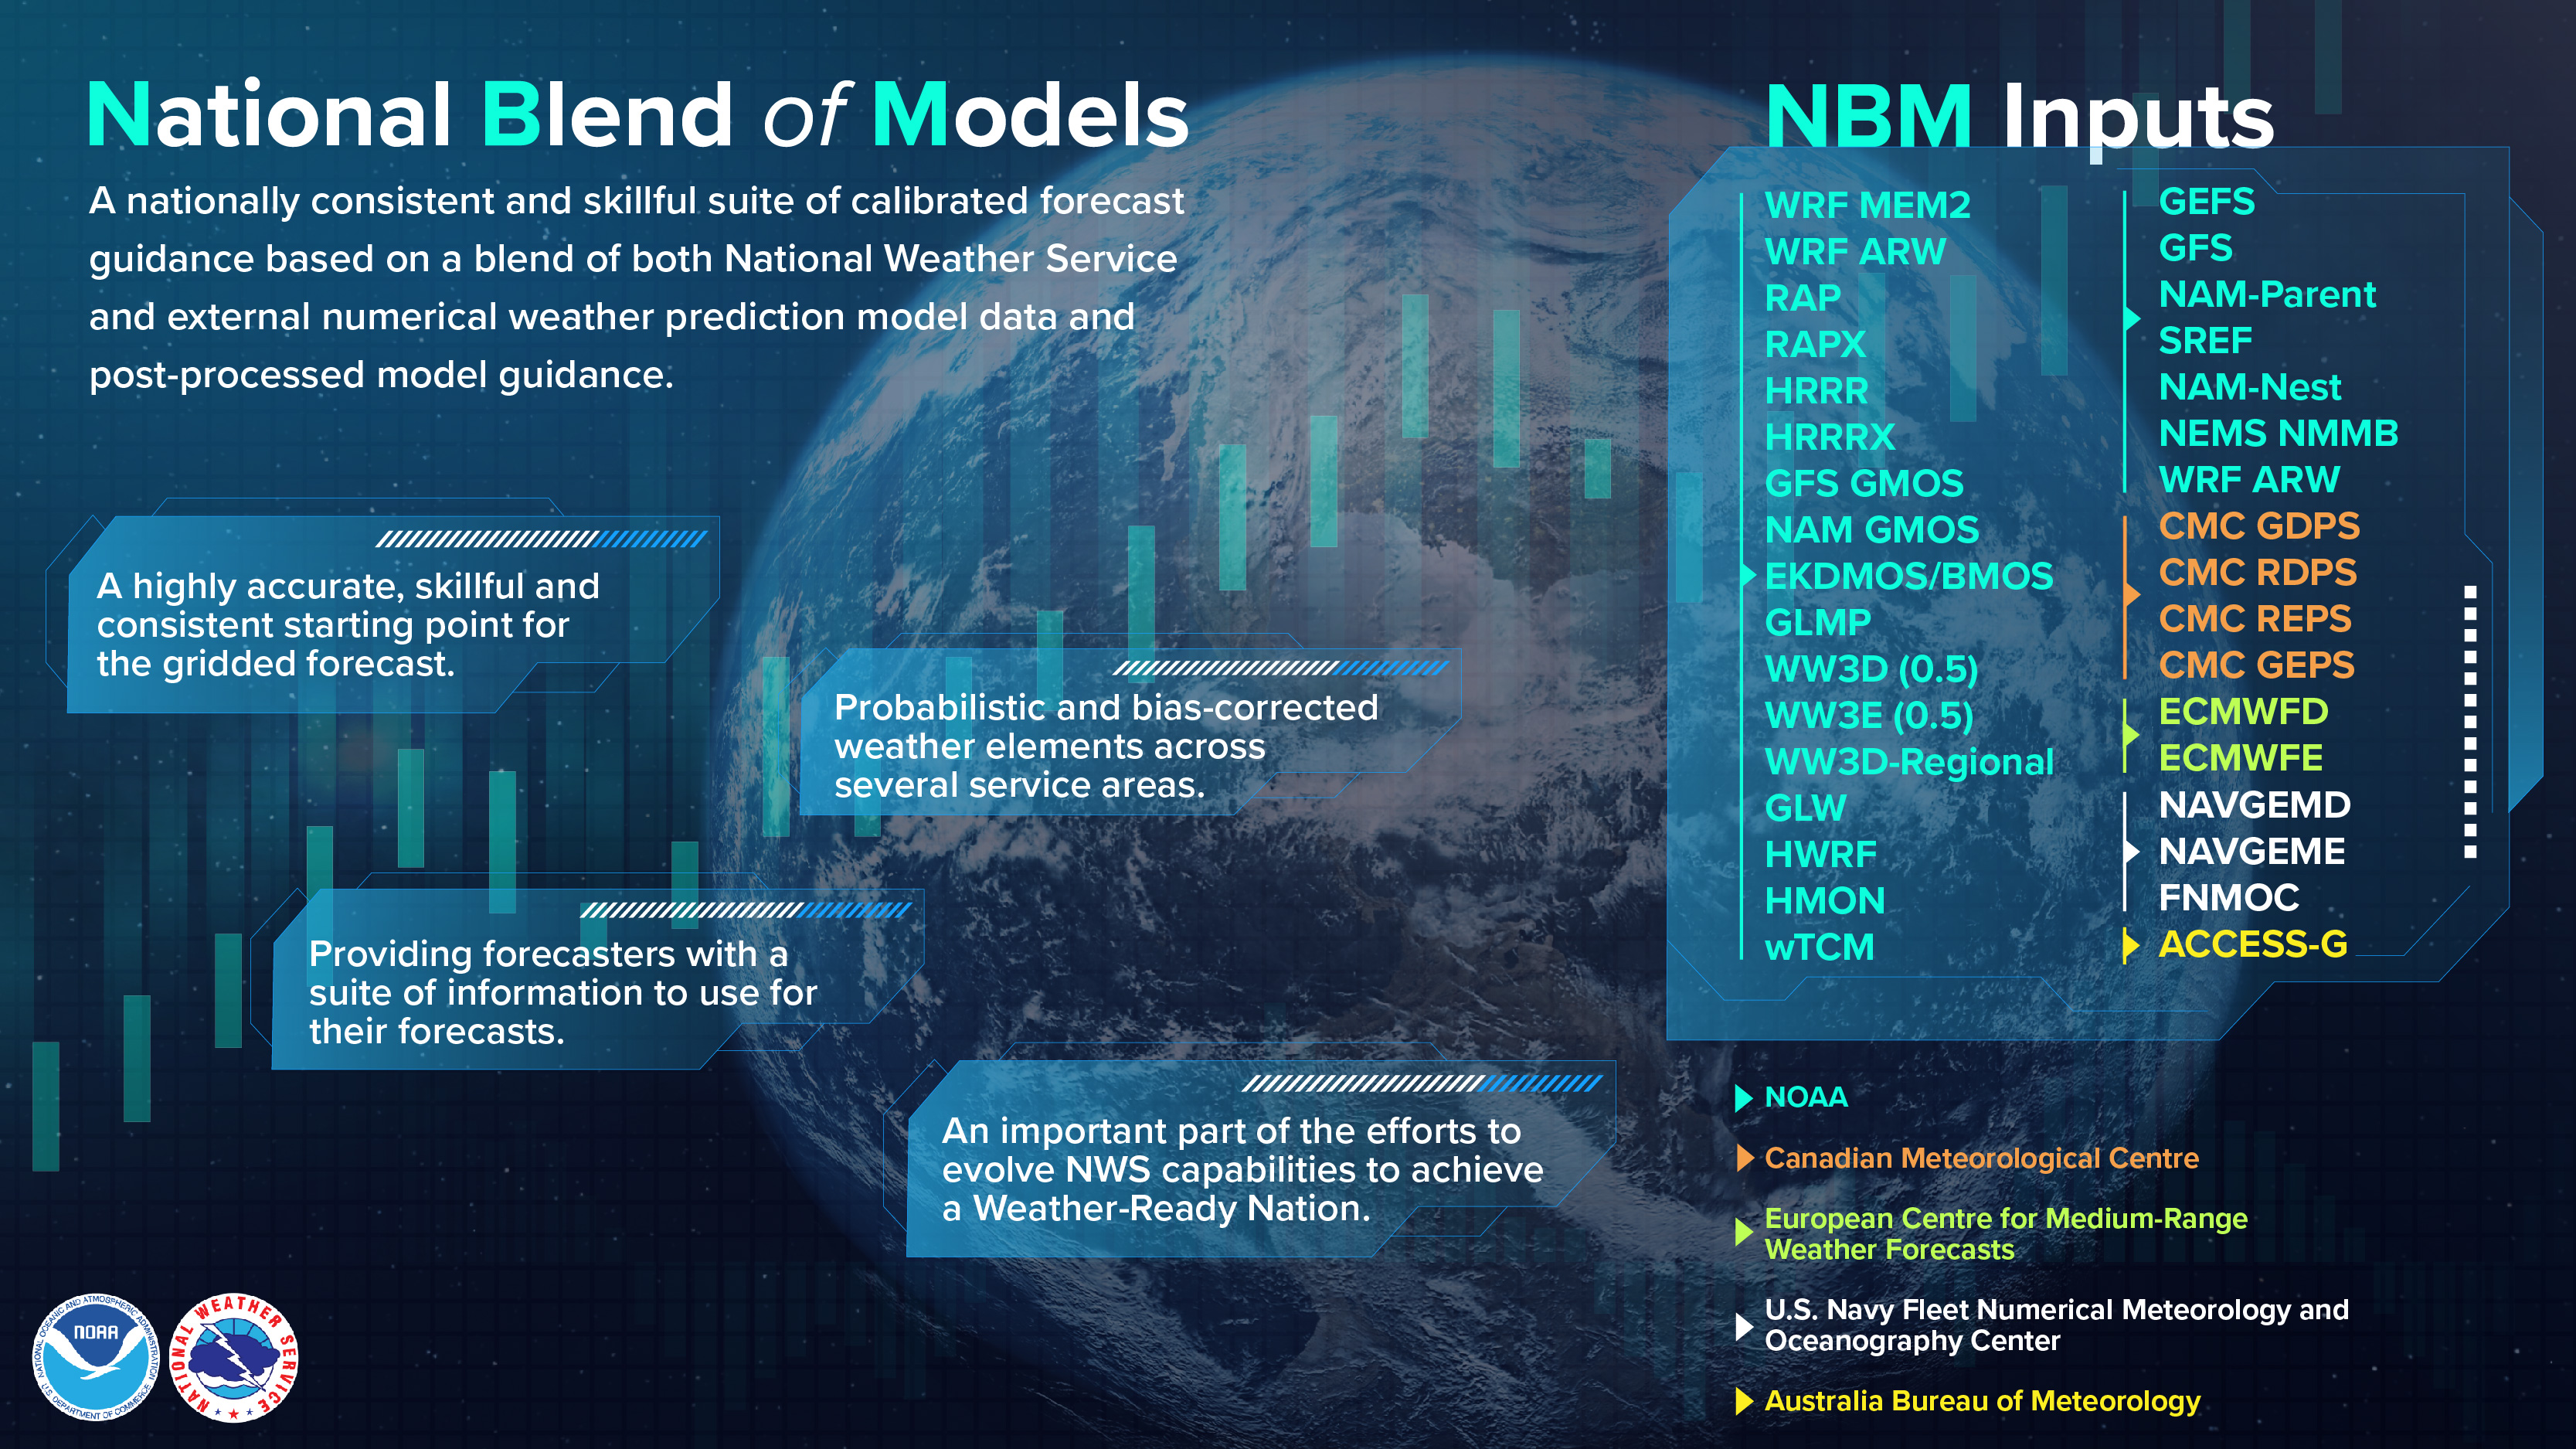 National Blend of Models
A nationally consistent and skillful suite of calibrated forecast
guidance based on a blend of both National Weather Service
and external numerical weather prediction model data and
post-processed model guidance.
A highly accurate, skillful and
consistent starting point for
the gridded forecast.
Probabilistic and bias-corrected
weather elements across
several service areas.
Providing forecasters with a
suite of information to use for
their forecasts.
An important part of the efforts to
evolve NWS capabilities to achieve
a Weather-Ready Nation.
NBM Inputs
WRF MEM2
WRF ARW
RAP
RAPX
HRRR
HRRRX
GFS GMOS
NAM GMOS
EKDMOS/BMOS
GLMP
WW3D (0.5)
WW3E (0.5)
WW3D-Regional
GLW
HWRF
HMON
wTCM
GEFS
GFS
NAM-Parent
SREF
NAM-Nest
NEMS NMMB
WRF ARW
CMC GDPS
CMC RDPS
CMC REPS
CMC GEPS
ECMWFD
ECMWFE
NAVGEMD
NAVGEME
FNMOC
ACCESS-G
NOAA
Canadian Meteorological Centre
European Centre for Medium-Range
Weather Forecasts
U.S. Navy Fleet Numerical Meteorology and
Oceanography Center
Australia Bureau of Meteorology
NATIONAL OCEANIC AND ATMOSPHERIC ADMINISTRATION
NOAA
U.S. DEPARTMENT OF COMMERCE
NATIONAL WEATHER SERVICE